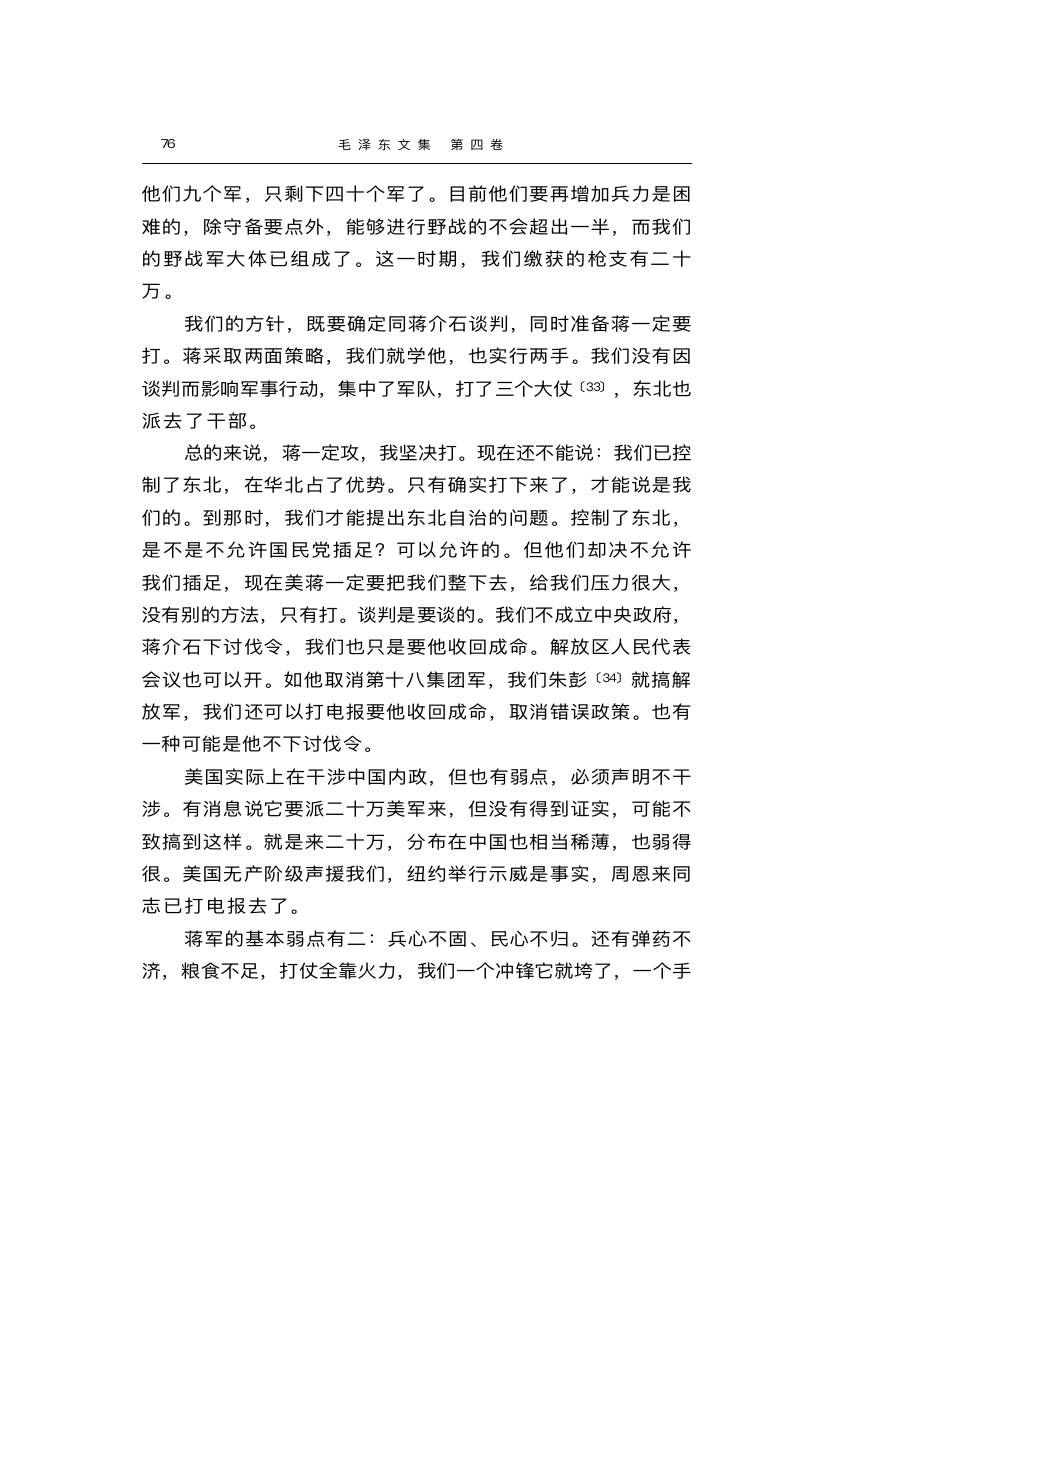 76 毛泽东文集 第四卷
他们九个军，只剩下四十个军了。目前他们要再增加兵力是困
难的，除守备要点外，能够进行野战的不会超出一半，而我们
的野战军大体已组成了。这一时期，我们缴获的枪支有二十
万。
我们的方针，既要确定同蒋介石谈判，同时准备蒋一定要
打。蒋采取两面策略，我们就学他，也实行两手。我们没有因
谈判而影响军事行动，集中了军队，打了三个大仗〔33〕，东北也
派去了干部。
总的来说，蒋一定攻，我坚决打。现在还不能说：我们已控
制了东北，在华北占了优势。只有确实打下来了，才能说是我
们的。到那时，我们才能提出东北自治的问题。控制了东北，
是不是不允许国民党插足？可以允许的。但他们却决不允许
我们插足，现在美蒋一定要把我们整下去，给我们压力很大，
没有别的方法，只有打。谈判是要谈的。我们不成立中央政府，
蒋介石下讨伐令，我们也只是要他收回成命。解放区人民代表
会议也可以开。如他取消第十八集团军，我们朱彭〔34〕就搞解
放军，我们还可以打电报要他收回成命，取消错误政策。也有
一种可能是他不下讨伐令。
美国实际上在干涉中国内政，但也有弱点，必须声明不干
涉。有消息说它要派二十万美军来，但没有得到证实，可能不
致搞到这样。就是来二十万，分布在中国也相当稀薄，也弱得
很。美国无产阶级声援我们，纽约举行示威是事实，周恩来同
志已打电报去了。
蒋军的基本弱点有二：兵心不固、民心不归。还有弹药不
济，粮食不足，打仗全靠火力，我们一个冲锋它就垮了，一个手